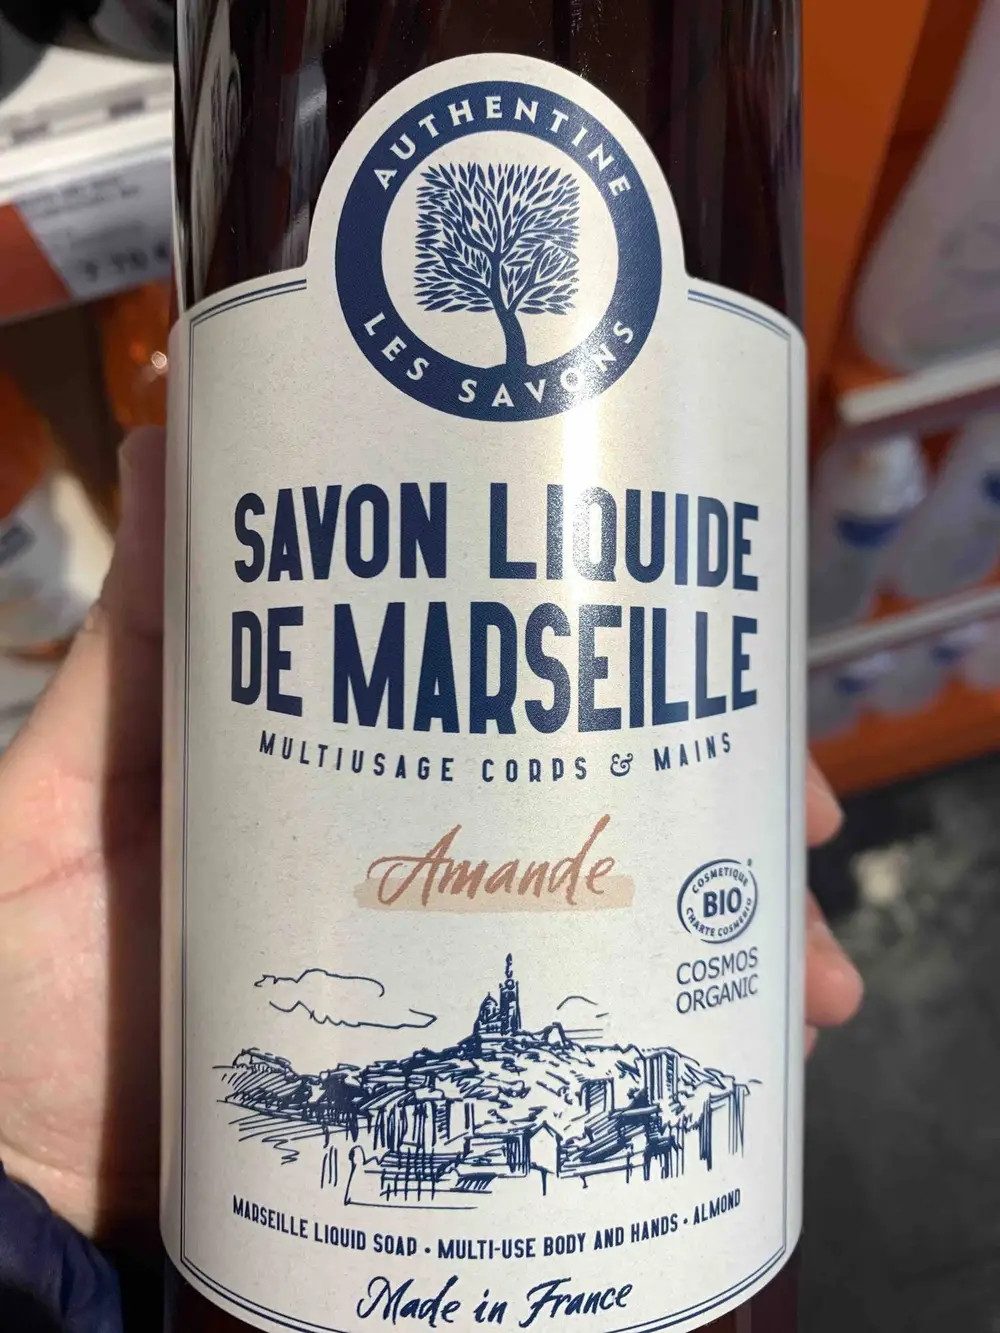 AUTHENTINE
LES SAVONS
SAVON LIQUIDE
DE MARSEILLE
MULTIUSAGE CORPS & MAINS
Amande
COSMETIQUE
BIO
CHARTE COSMEBIO
COSMOS
ORGANIC
MARSEILLE LIQUID SOAP • MULTI-USE BODY AND HANDS • ALMOND
Made in France